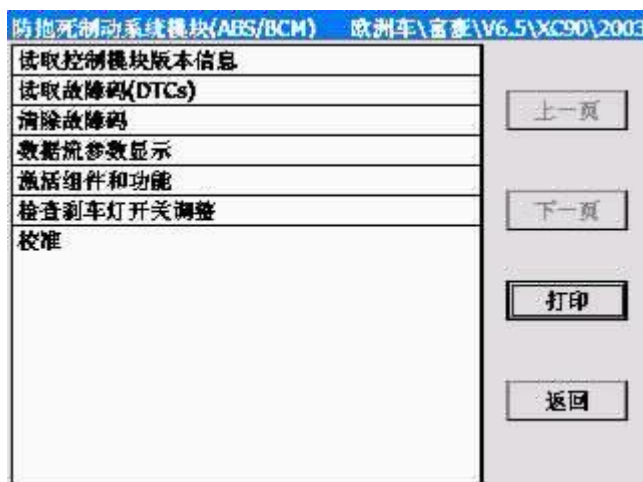 防抱死制动系统模块(ABS/BCM) 欧洲车\富豪\V6.5\XC90\2003
读取控制模块版本信息
读取故障码(DTCs)
清除故障码
数据流参数显示
激活组件和功能
检查刹车灯开关调整
校准
上一页
下一页
打印
返回